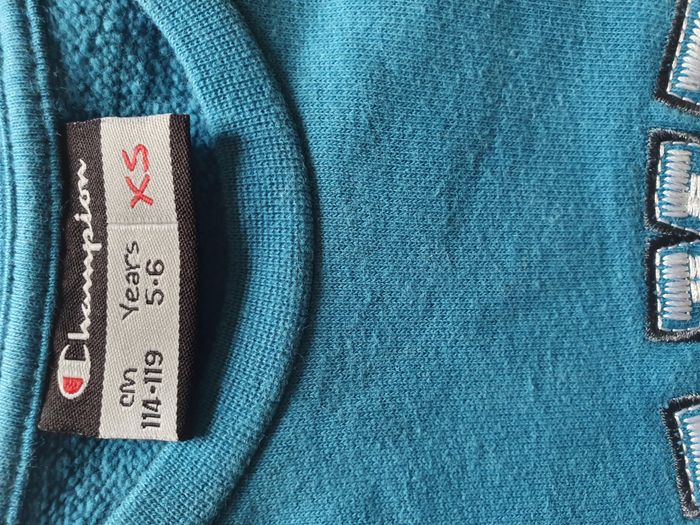 Champion
cm Years XS
114-119 5-6